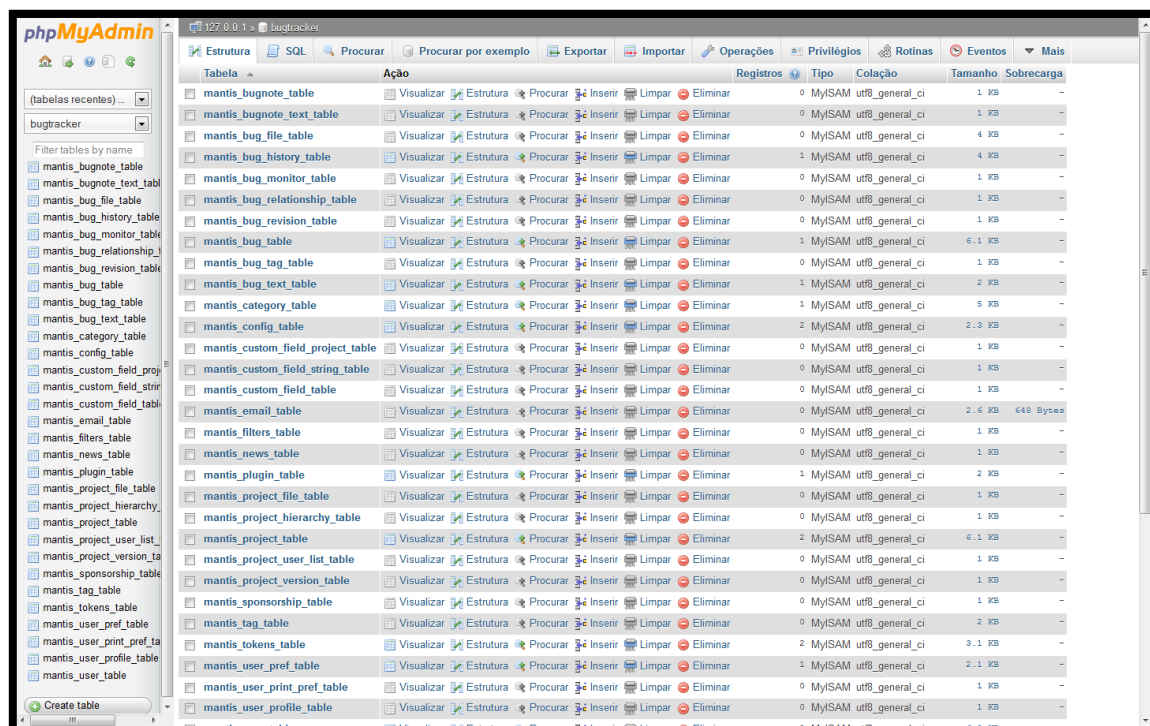 phpMyAdmin
(tabelas recentes) ...
bugtracker
Filter tables by name
mantis_bugnote_table
mantis_bugnote_text_tabl
mantis_bug_file_table
mantis_bug_history_table
mantis_bug_monitor_table
mantis_bug_relationship_t
mantis_bug_revision_table
mantis_bug_table
mantis_bug_tag_table
mantis_bug_text_table
mantis_category_table
mantis_config_table
mantis_custom_field_proj
mantis_custom_field_strin
mantis_custom_field_tabl
mantis_email_table
mantis_filters_table
mantis_news_table
mantis_plugin_table
mantis_project_file_table
mantis_project_hierarchy_
mantis_project_table
mantis_project_user_list_
mantis_project_version_ta
mantis_sponsorship_table
mantis_tag_table
mantis_tokens_table
mantis_user_pref_table
mantis_user_print_pref_ta
mantis_user_profile_table
mantis_user_table
Create table
127.0.0.1 » bugtracker
Estrutura SQL Procurar Procurar por exemplo Exportar Importar Operações Privilégios Rotinas Eventos Mais
Tabela Ação Registros Tipo Colação Tamanho Sobrecarga
mantis_bugnote_table Visualizar Estrutura Procurar Inserir Limpar Eliminar 0 MyISAM utf8_general_ci 1 KB -
mantis_bugnote_text_table Visualizar Estrutura Procurar Inserir Limpar Eliminar 0 MyISAM utf8_general_ci 1 KB -
mantis_bug_file_table Visualizar Estrutura Procurar Inserir Limpar Eliminar 0 MyISAM utf8_general_ci 4 KB -
mantis_bug_history_table Visualizar Estrutura Procurar Inserir Limpar Eliminar 1 MyISAM utf8_general_ci 4 KB -
mantis_bug_monitor_table Visualizar Estrutura Procurar Inserir Limpar Eliminar 0 MyISAM utf8_general_ci 1 KB -
mantis_bug_relationship_table Visualizar Estrutura Procurar Inserir Limpar Eliminar 0 MyISAM utf8_general_ci 1 KB -
mantis_bug_revision_table Visualizar Estrutura Procurar Inserir Limpar Eliminar 0 MyISAM utf8_general_ci 1 KB -
mantis_bug_table Visualizar Estrutura Procurar Inserir Limpar Eliminar 1 MyISAM utf8_general_ci 6.1 KB -
mantis_bug_tag_table Visualizar Estrutura Procurar Inserir Limpar Eliminar 0 MyISAM utf8_general_ci 1 KB -
mantis_bug_text_table Visualizar Estrutura Procurar Inserir Limpar Eliminar 1 MyISAM utf8_general_ci 2 KB -
mantis_category_table Visualizar Estrutura Procurar Inserir Limpar Eliminar 1 MyISAM utf8_general_ci 5 KB -
mantis_config_table Visualizar Estrutura Procurar Inserir Limpar Eliminar 2 MyISAM utf8_general_ci 2.3 KB -
mantis_custom_field_project_table Visualizar Estrutura Procurar Inserir Limpar Eliminar 0 MyISAM utf8_general_ci 1 KB -
mantis_custom_field_string_table Visualizar Estrutura Procurar Inserir Limpar Eliminar 0 MyISAM utf8_general_ci 1 KB -
mantis_custom_field_table Visualizar Estrutura Procurar Inserir Limpar Eliminar 0 MyISAM utf8_general_ci 1 KB -
mantis_email_table Visualizar Estrutura Procurar Inserir Limpar Eliminar 0 MyISAM utf8_general_ci 2.6 KB 648 Bytes
mantis_filters_table Visualizar Estrutura Procurar Inserir Limpar Eliminar 0 MyISAM utf8_general_ci 1 KB -
mantis_news_table Visualizar Estrutura Procurar Inserir Limpar Eliminar 0 MyISAM utf8_general_ci 1 KB -
mantis_plugin_table Visualizar Estrutura Procurar Inserir Limpar Eliminar 1 MyISAM utf8_general_ci 2 KB -
mantis_project_file_table Visualizar Estrutura Procurar Inserir Limpar Eliminar 0 MyISAM utf8_general_ci 1 KB -
mantis_project_hierarchy_table Visualizar Estrutura Procurar Inserir Limpar Eliminar 0 MyISAM utf8_general_ci 1 KB -
mantis_project_table Visualizar Estrutura Procurar Inserir Limpar Eliminar 2 MyISAM utf8_general_ci 6.1 KB -
mantis_project_user_list_table Visualizar Estrutura Procurar Inserir Limpar Eliminar 0 MyISAM utf8_general_ci 1 KB -
mantis_project_version_table Visualizar Estrutura Procurar Inserir Limpar Eliminar 0 MyISAM utf8_general_ci 1 KB -
mantis_sponsorship_table Visualizar Estrutura Procurar Inserir Limpar Eliminar 0 MyISAM utf8_general_ci 1 KB -
mantis_tag_table Visualizar Estrutura Procurar Inserir Limpar Eliminar 0 MyISAM utf8_general_ci 2 KB -
mantis_tokens_table Visualizar Estrutura Procurar Inserir Limpar Eliminar 2 MyISAM utf8_general_ci 3.1 KB -
mantis_user_pref_table Visualizar Estrutura Procurar Inserir Limpar Eliminar 1 MyISAM utf8_general_ci 2.1 KB -
mantis_user_print_pref_table Visualizar Estrutura Procurar Inserir Limpar Eliminar 0 MyISAM utf8_general_ci 1 KB -
mantis_user_profile_table Visualizar Estrutura Procurar Inserir Limpar Eliminar 0 MyISAM utf8_general_ci 1 KB -